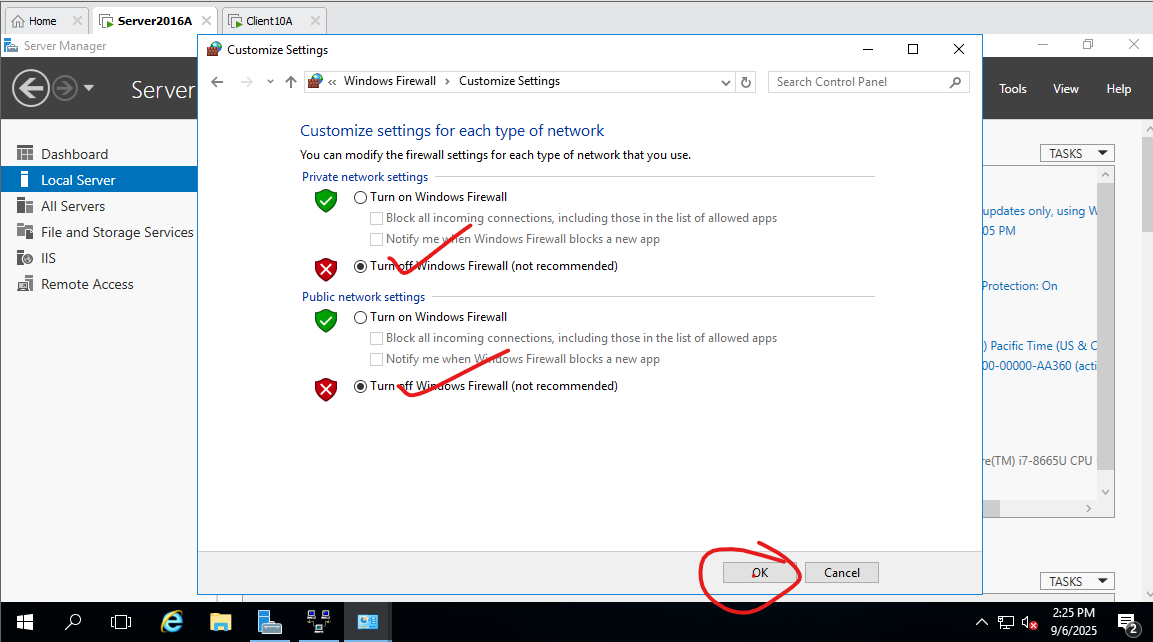 Home
Server2016A
Client10A
Server Manager
Customize Settings
Server
Windows Firewall
Customize Settings
Search Control Panel
Tools
View
Help
Dashboard
Local Server
All Servers
File and Storage Services
IIS
Remote Access
Customize settings for each type of network
You can modify the firewall settings for each type of network that you use.
Private network settings
Turn on Windows Firewall
Block all incoming connections, including those in the list of allowed apps
Notify me when Windows Firewall blocks a new app
Turn off Windows Firewall (not recommended)
Public network settings
Turn on Windows Firewall
Block all incoming connections, including those in the list of allowed apps
Notify me when Windows Firewall blocks a new app
Turn off Windows Firewall (not recommended)
OK
Cancel
TASKS
updates only, using W
05 PM
Protection: On
) Pacific Time (US & C
00-00000-AA360 (acti
re(TM) i7-8665U CPU
TASKS
2:25 PM
9/6/2025
2